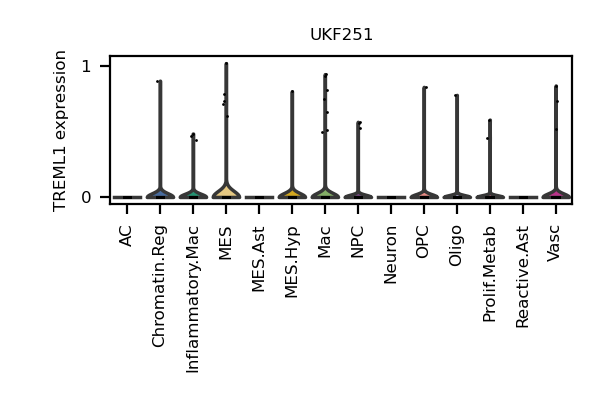 UKF251
TREML1 expression
1
0
AC
Chromatin.Reg
Inflammatory.Mac
MES
MES.Ast
MES.Hyp
Mac
NPC
Neuron
OPC
Oligo
Prolif.Metab
Reactive.Ast
Vasc